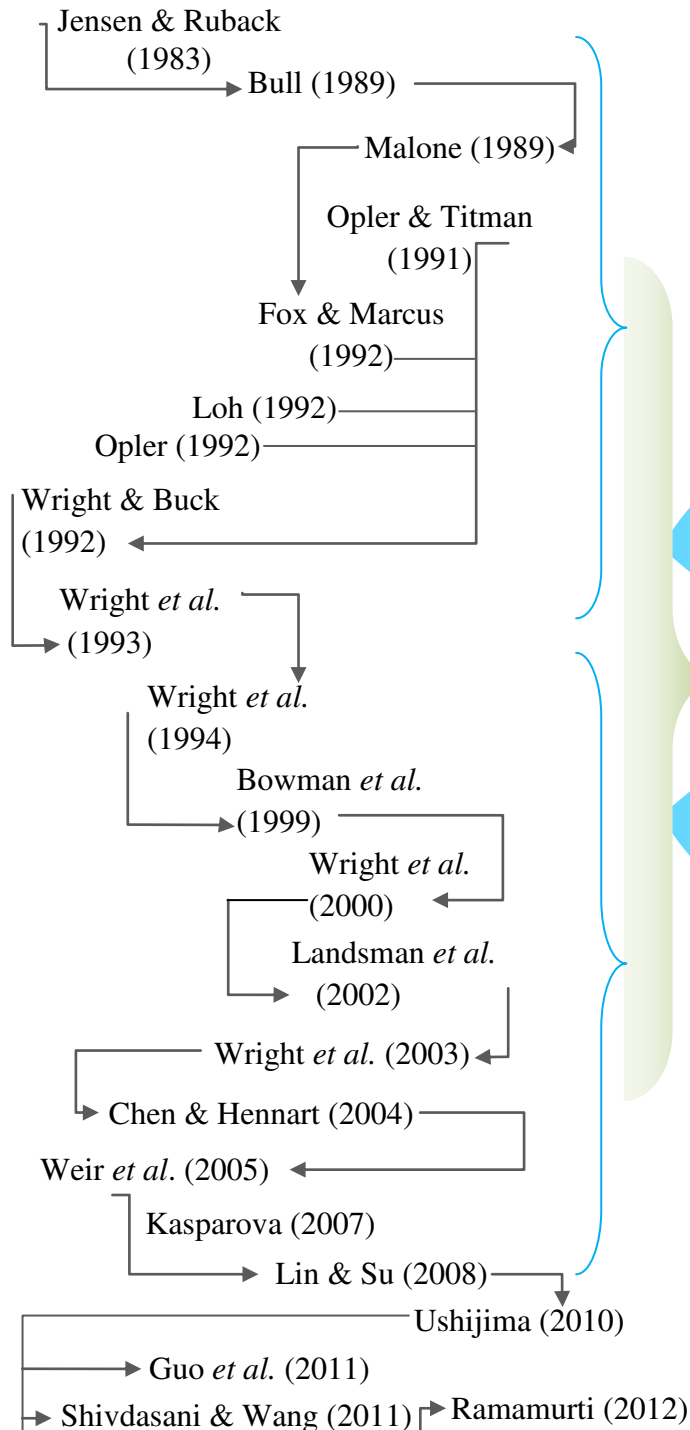 Jensen & Ruback
(1983)
Bull (1989)
Malone (1989)
Opler & Titman
(1991)
Fox & Marcus
(1992)
Loh (1992)
Opler (1992)
Wright & Buck
(1992)
Wright et al.
(1993)
Wright et al.
(1994)
Bowman et al.
(1999)
Wright et al.
(2000)
Landsman et al.
(2002)
Wright et al. (2003)
Chen & Hennart (2004)
Weir et al. (2005)
Kasparova (2007)
Lin & Su (2008)
Ushijima (2010)
Guo et al. (2011)
Shivdasani & Wang (2011) Ramamurti (2012)